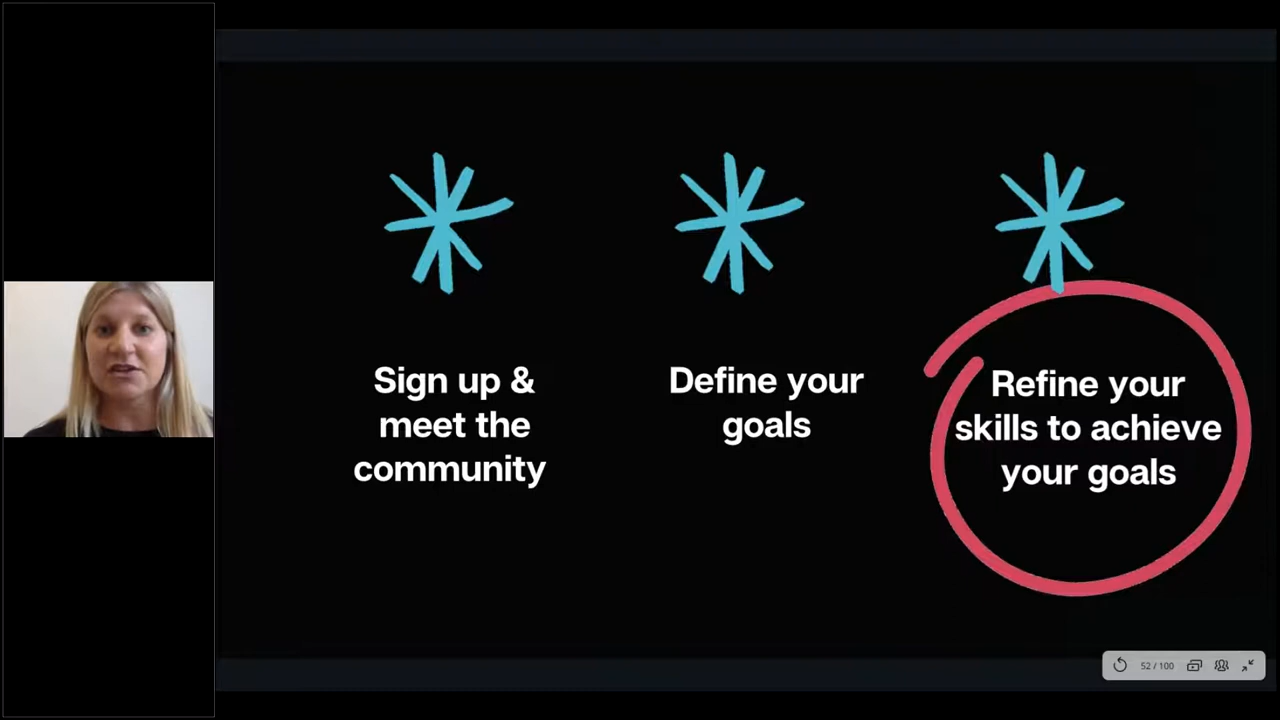 Sign up &
meet the
community
Define your
goals
Refine your
skills to achieve
your goals
52 / 100